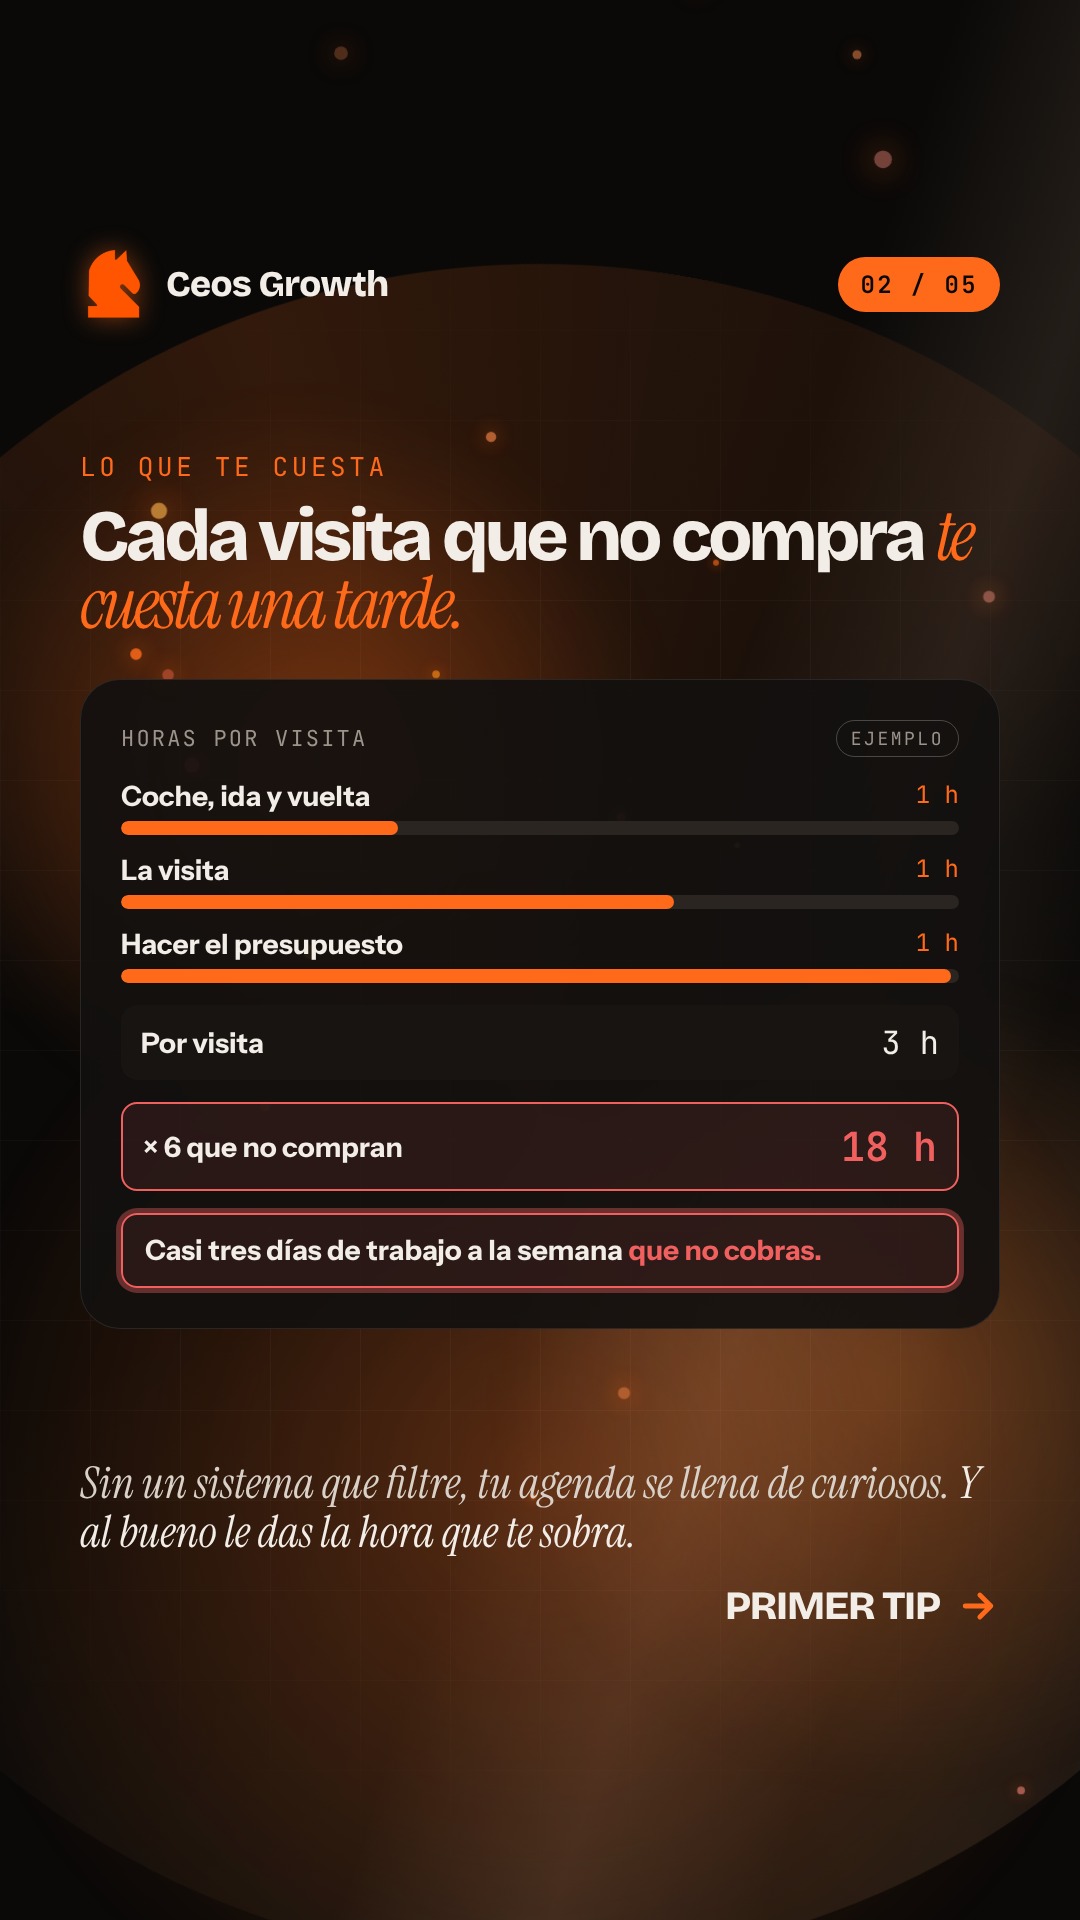 Ceos Growth
02 / 05
LO QUE TE CUESTA
Cada visita que no compra te
cuesta una tarde.
HORAS POR VISITA
EJEMPLO
Coche, ida y vuelta
1 h
La visita
1 h
Hacer el presupuesto
1 h
Por visita
3 h
× 6 que no compran
18 h
Casi tres días de trabajo a la semana que no cobras.
Sin un sistema que filtre, tu agenda se llena de curiosos. Y
al bueno le das la hora que te sobra.
PRIMER TIP →